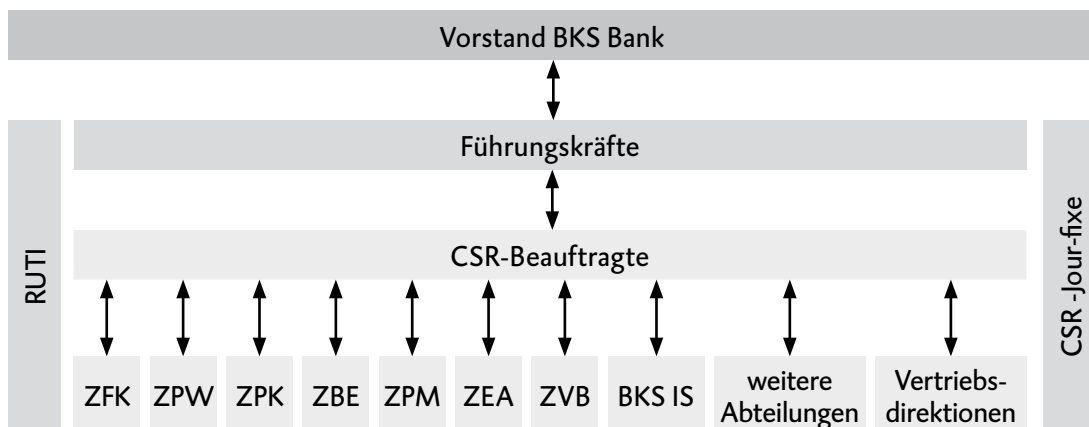 Vorstand BKS Bank
Führungskräfte
CSR-Beauftragte
RUTI
CSR -Jour-fixe
ZFK
ZPW
ZPK
ZBE
ZPM
ZEA
ZVB
BKS IS
weitere
Abteilungen
Vertriebs-
direktionen